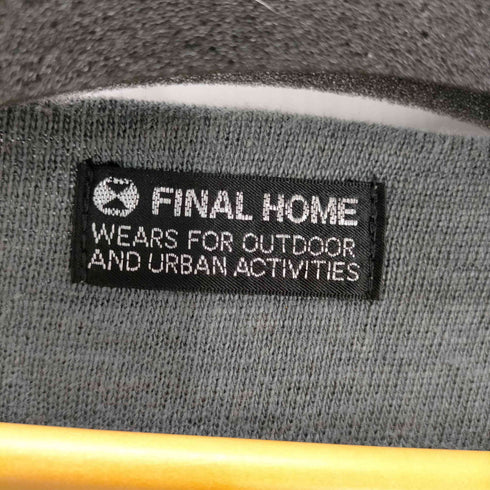 FINAL HOME
WEARS FOR OUTDOOR
AND URBAN ACTIVITIES